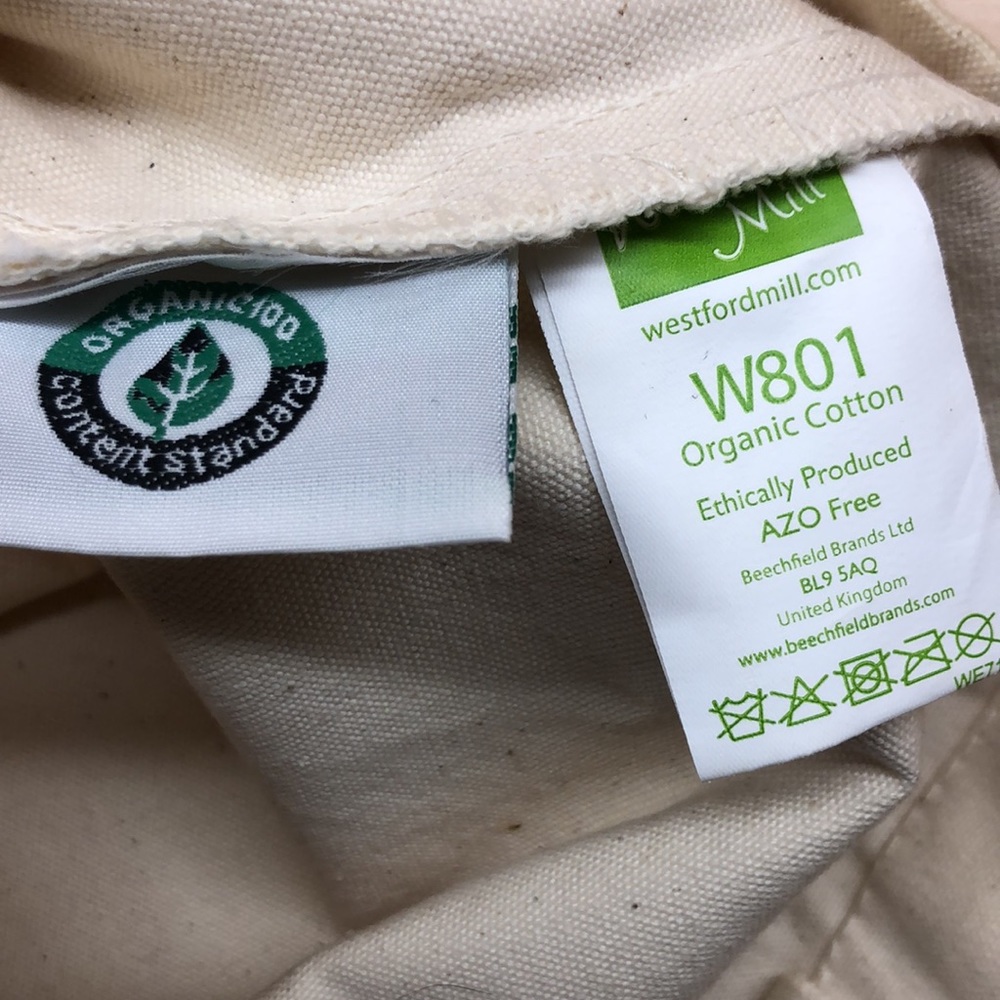 ORGANIC100
content standard
Mill
westfordmill.com
W801
Organic Cotton
Ethically Produced
AZO Free
Beechfield Brands Ltd
BL9 5AQ
United Kingdom
www.beechfieldbrands.com